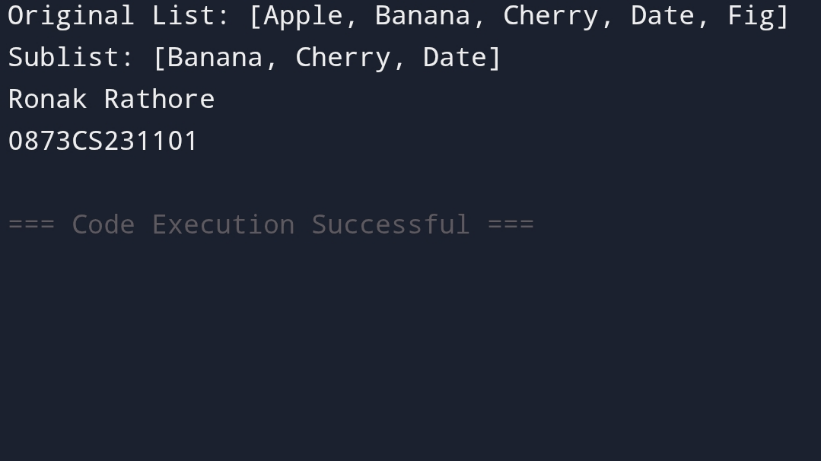 Original List: [Apple, Banana, Cherry, Date, Fig]
Sublist: [Banana, Cherry, Date]
Ronak Rathore
0873CS231101
=== Code Execution Successful ===